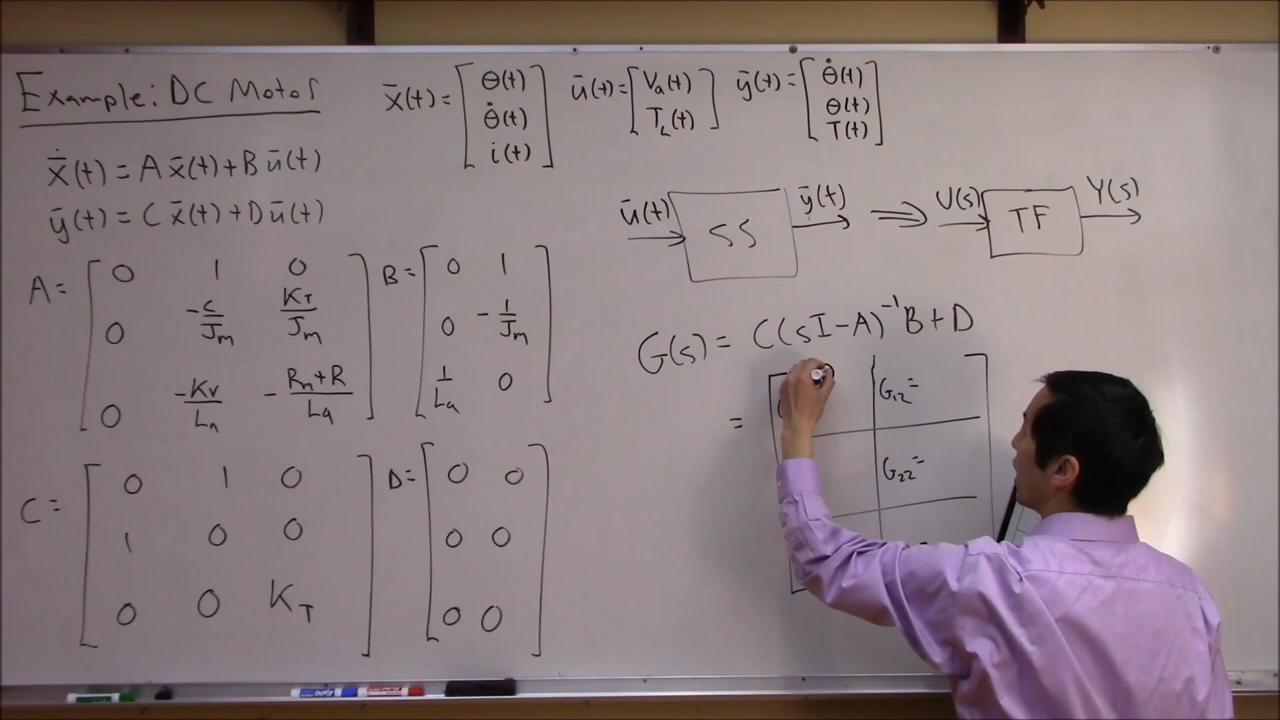 Example: DC Motor
x̄(t) = [ θ(t) ; θ̇(t) ; i(t) ] ū(t) = [ Va(t) ; TL(t) ] ȳ(t) = [ θ̇(t) ; θ(t) ; T(t) ]
ẋ̄(t) = A x̄(t) + B ū(t)
ȳ(t) = C x̄(t) + D ū(t)
ū(t) → SS → ȳ(t) ⇒ U(s) → TF → Y(s)
A = [ 0 1 0 ; 0 -c/Jm KT/Jm ; 0 -Kv/La -(Rn+R)/La ]
B = [ 0 1 ; 0 -1/Jm ; 1/La 0 ]
C = [ 0 1 0 ; 1 0 0 ; 0 0 KT ]
D = [ 0 0 ; 0 0 ; 0 0 ]
G(s) = C(sI-A)⁻¹B+D
=
G12=
G22=